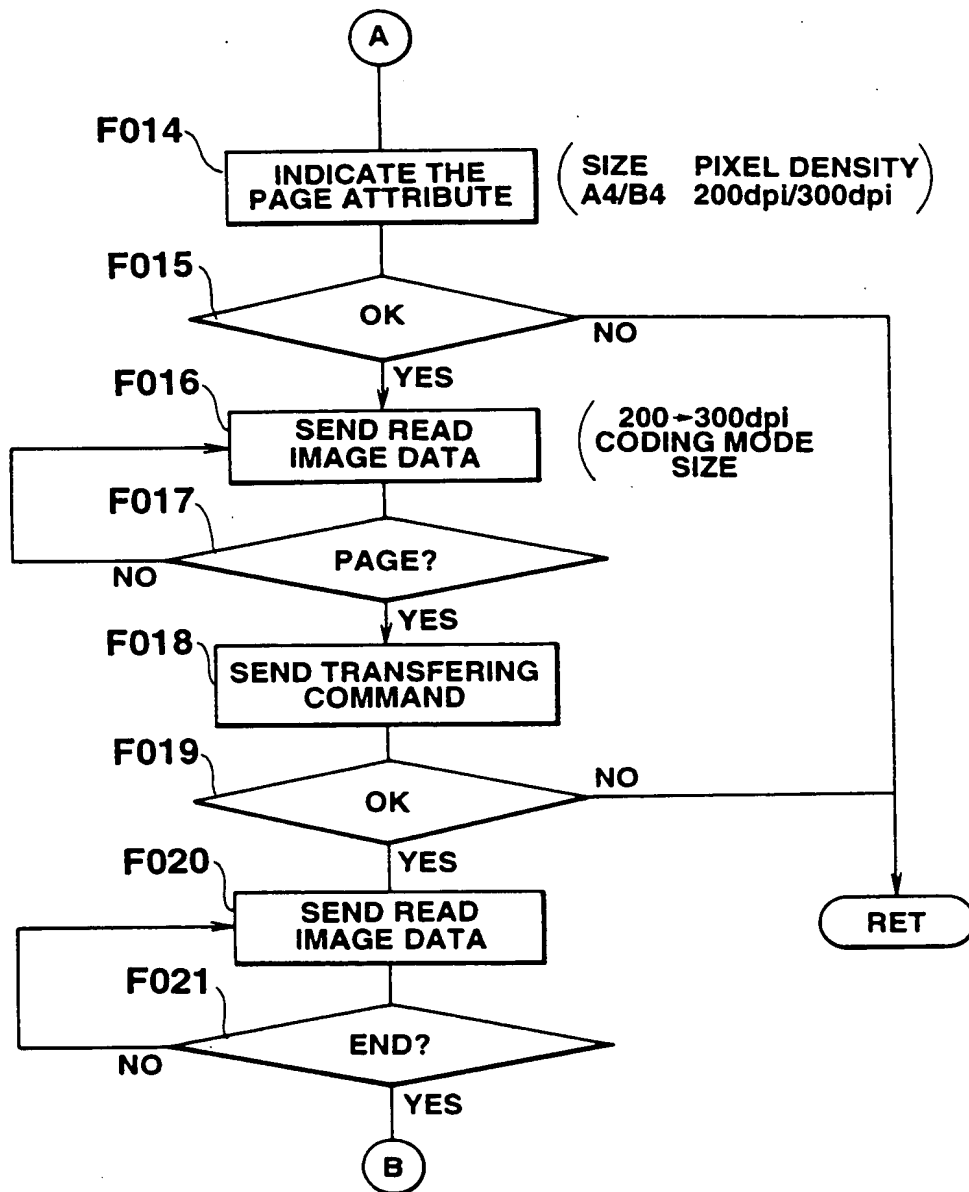 A
F014
INDICATE THE
PAGE ATTRIBUTE
SIZE PIXEL DENSITY
A4/B4 200dpi/300dpi
F015
OK
NO
YES
F016
SEND READ
IMAGE DATA
200→300dpi
CODING MODE
SIZE
F017
PAGE?
NO
YES
F018
SEND TRANSFERING
COMMAND
F019
OK
NO
YES
F020
SEND READ
IMAGE DATA
RET
F021
END?
NO
YES
B